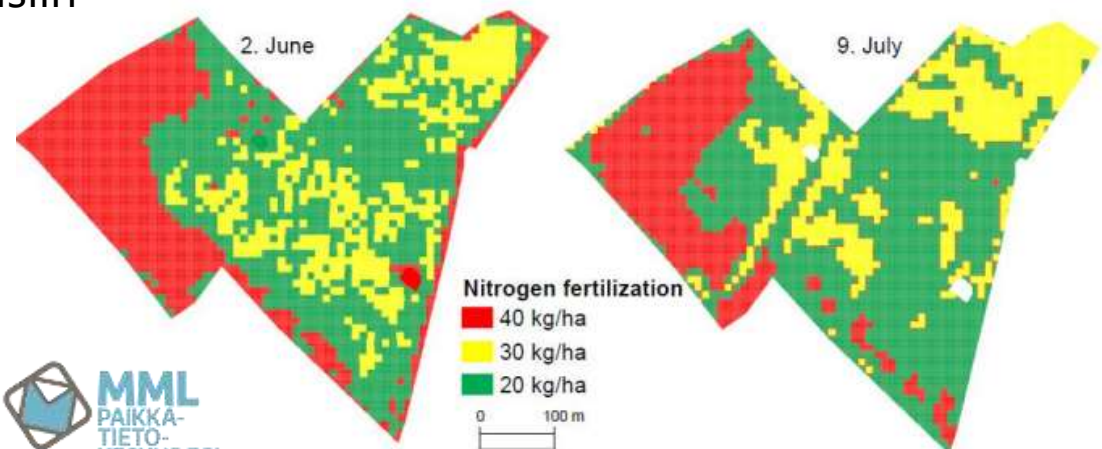 2. June
9. July
Nitrogen fertilization
40 kg/ha
30 kg/ha
20 kg/ha
0 100 m
MML
PAIKKA-
TIETO-